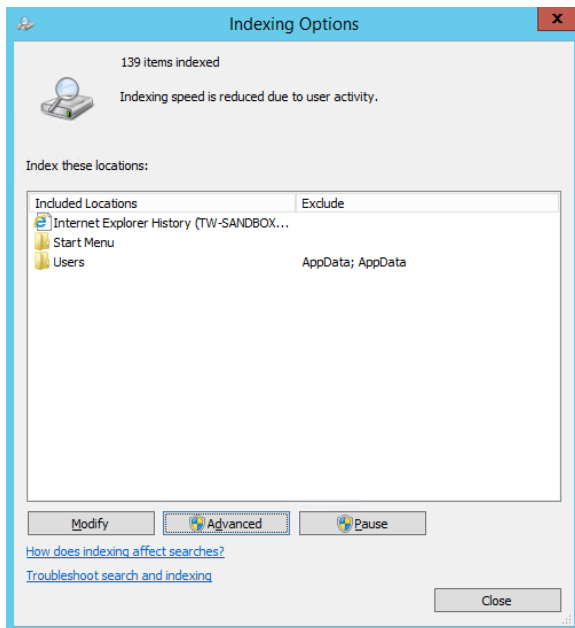 Indexing Options
x
139 items indexed
Indexing speed is reduced due to user activity.
Index these locations:
Included Locations Exclude
Internet Explorer History (TW-SANDBOX...
Start Menu
Users AppData; AppData
Modify Advanced Pause
How does indexing affect searches?
Troubleshoot search and indexing
Close